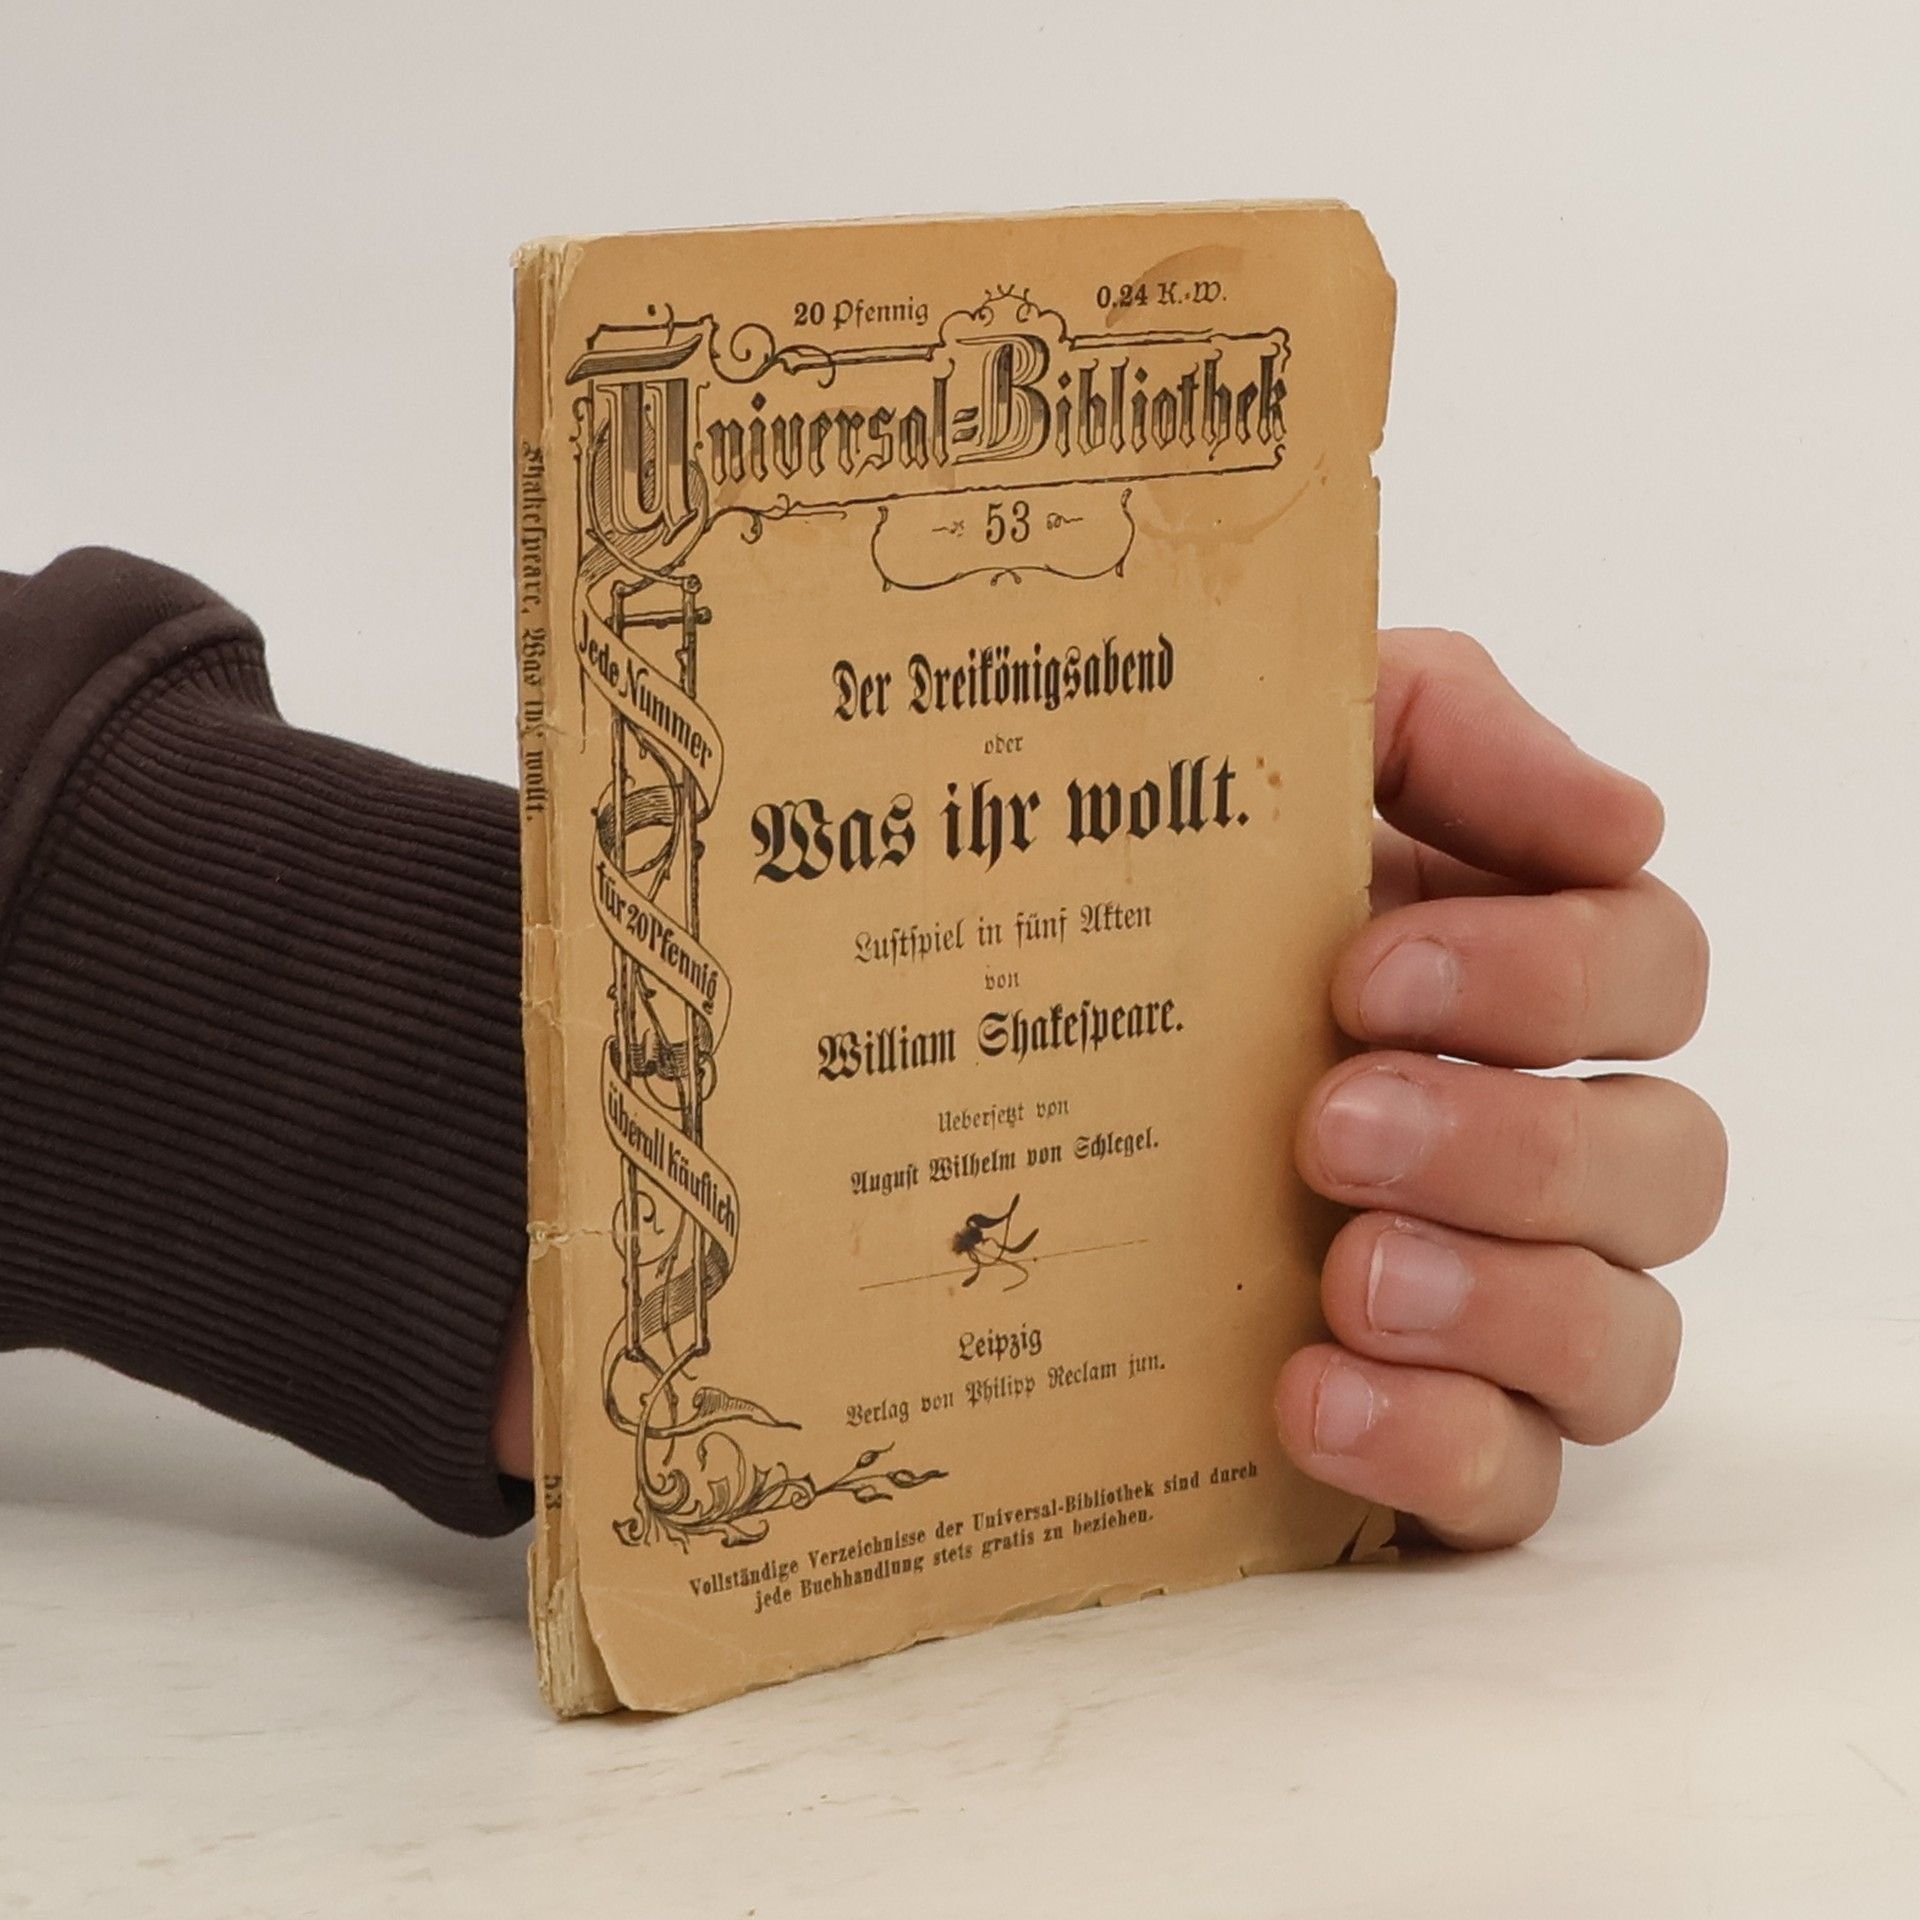 20 Pfennig 0.24 K.-W.
Universal-Bibliothek
53
Jede Nummer
für 20 Pfennig
überall käuflich
Der Dreikönigsabend
oder
Was ihr wollt.
Luſtſpiel in fünf Akten
von
William Shakeſpeare.
Ueberſetzt von
Auguſt Wilhelm von Schlegel.
Leipzig
Verlag von Philipp Reclam jun.
Vollständige Verzeichnisse der Universal-Bibliothek sind durch
jede Buchhandlung stets gratis zu beziehen.
Shakeſpeare, Was ihr wollt.
53